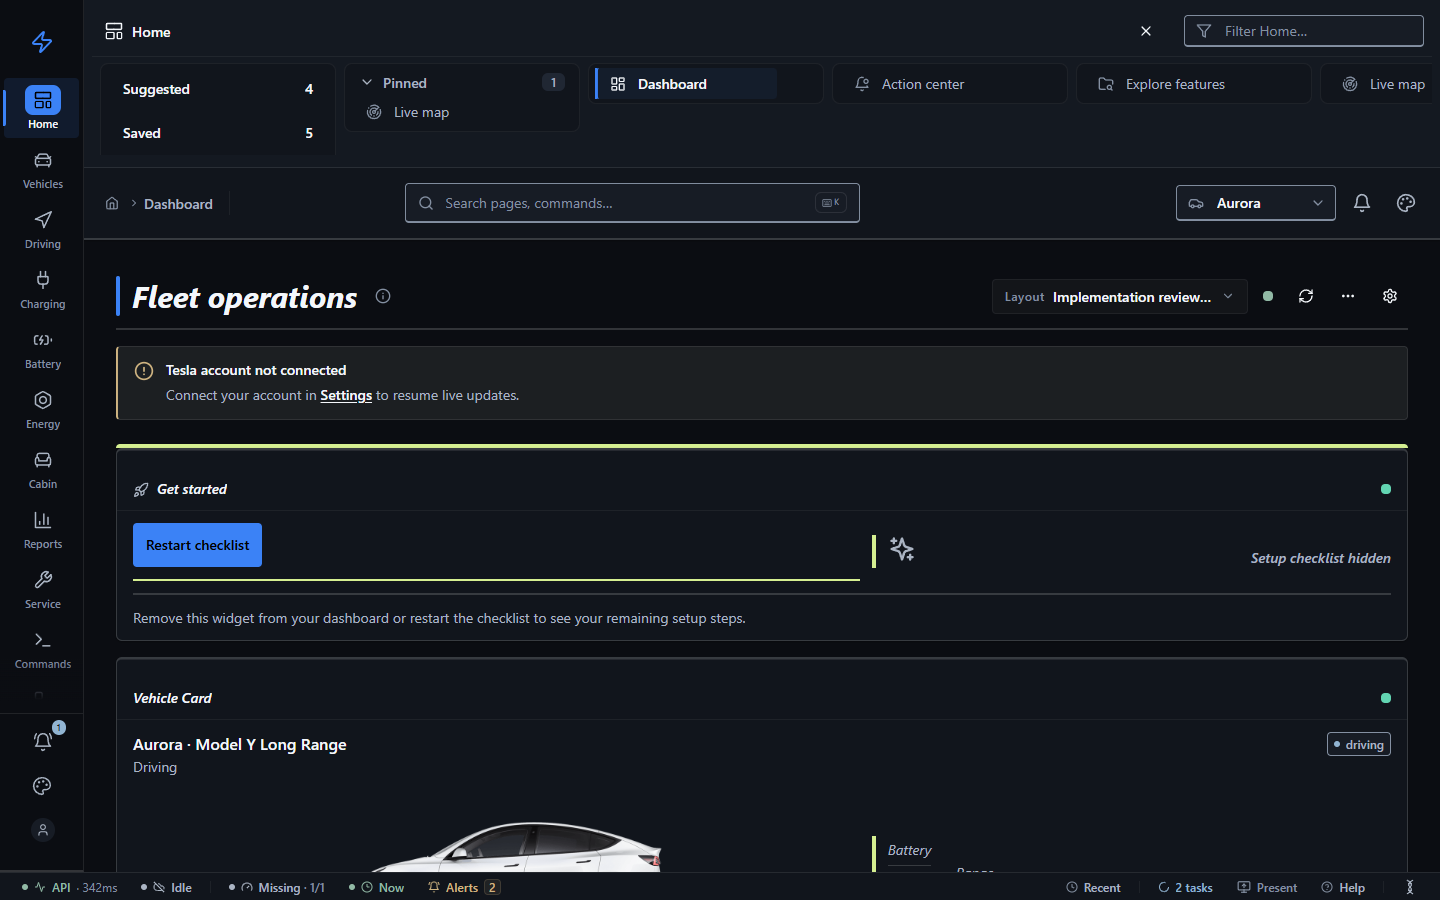 Home
Filter Home...
Suggested 4
Saved 5
Pinned 1
Live map
Dashboard
Action center
Explore features
Live map
Home
Vehicles
Driving
Charging
Battery
Energy
Cabin
Reports
Service
Commands
1
Dashboard
Search pages, commands...
K
Aurora
Fleet operations
Layout Implementation review...
Tesla account not connected
Connect your account in Settings to resume live updates.
Get started
Restart checklist
Setup checklist hidden
Remove this widget from your dashboard or restart the checklist to see your remaining setup steps.
Vehicle Card
Aurora · Model Y Long Range
driving
Driving
Battery
Range
API · 342ms
Idle
Missing · 1/1
Now
Alerts 2
Recent
2 tasks
Present
Help